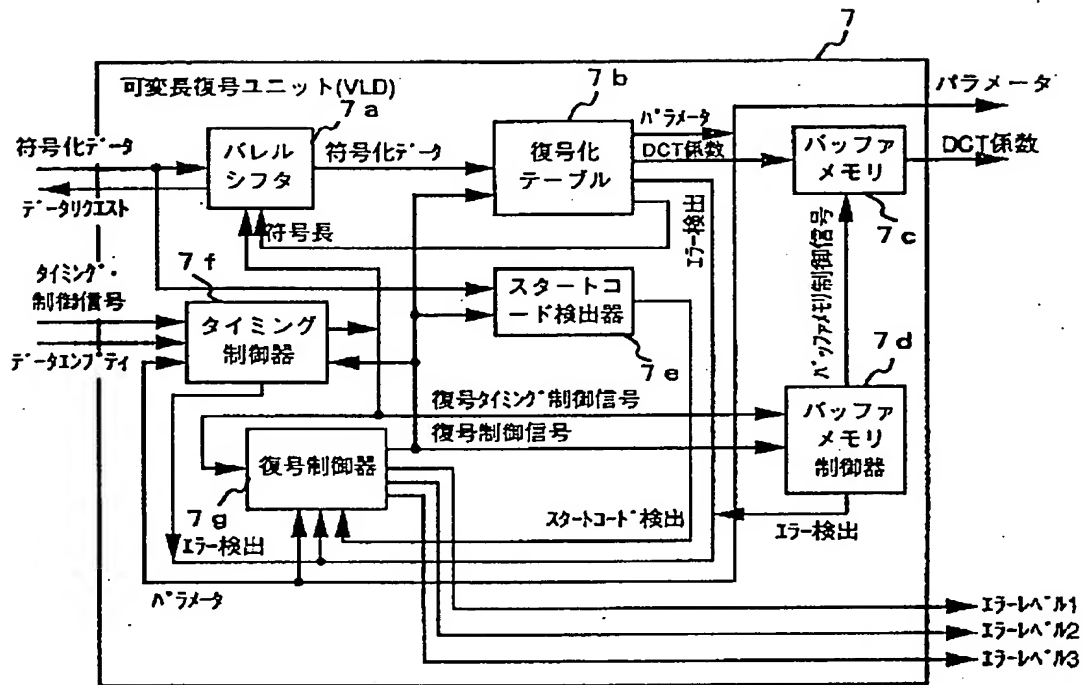 7
可変長復号ユニット(VLD)
7a
7b
パラメータ
パラメータ
符号化データ
バレル
シフタ
符号化データ
復号化
テーブル
DCT係数
バッファ
メモリ
DCT係数
データリクエスト
符号長
エラー検出
7c
バッファメモリ制御信号
タイミング・
制御信号
7f
タイミング
制御器
データエンプティ
スタートコ
ード検出器
7e
7d
バッファ
メモリ
制御器
復号タイミング制御信号
復号制御信号
復号制御器
7g
エラー検出
スタートコード検出
エラー検出
パラメータ
エラーレベル1
エラーレベル2
エラーレベル3